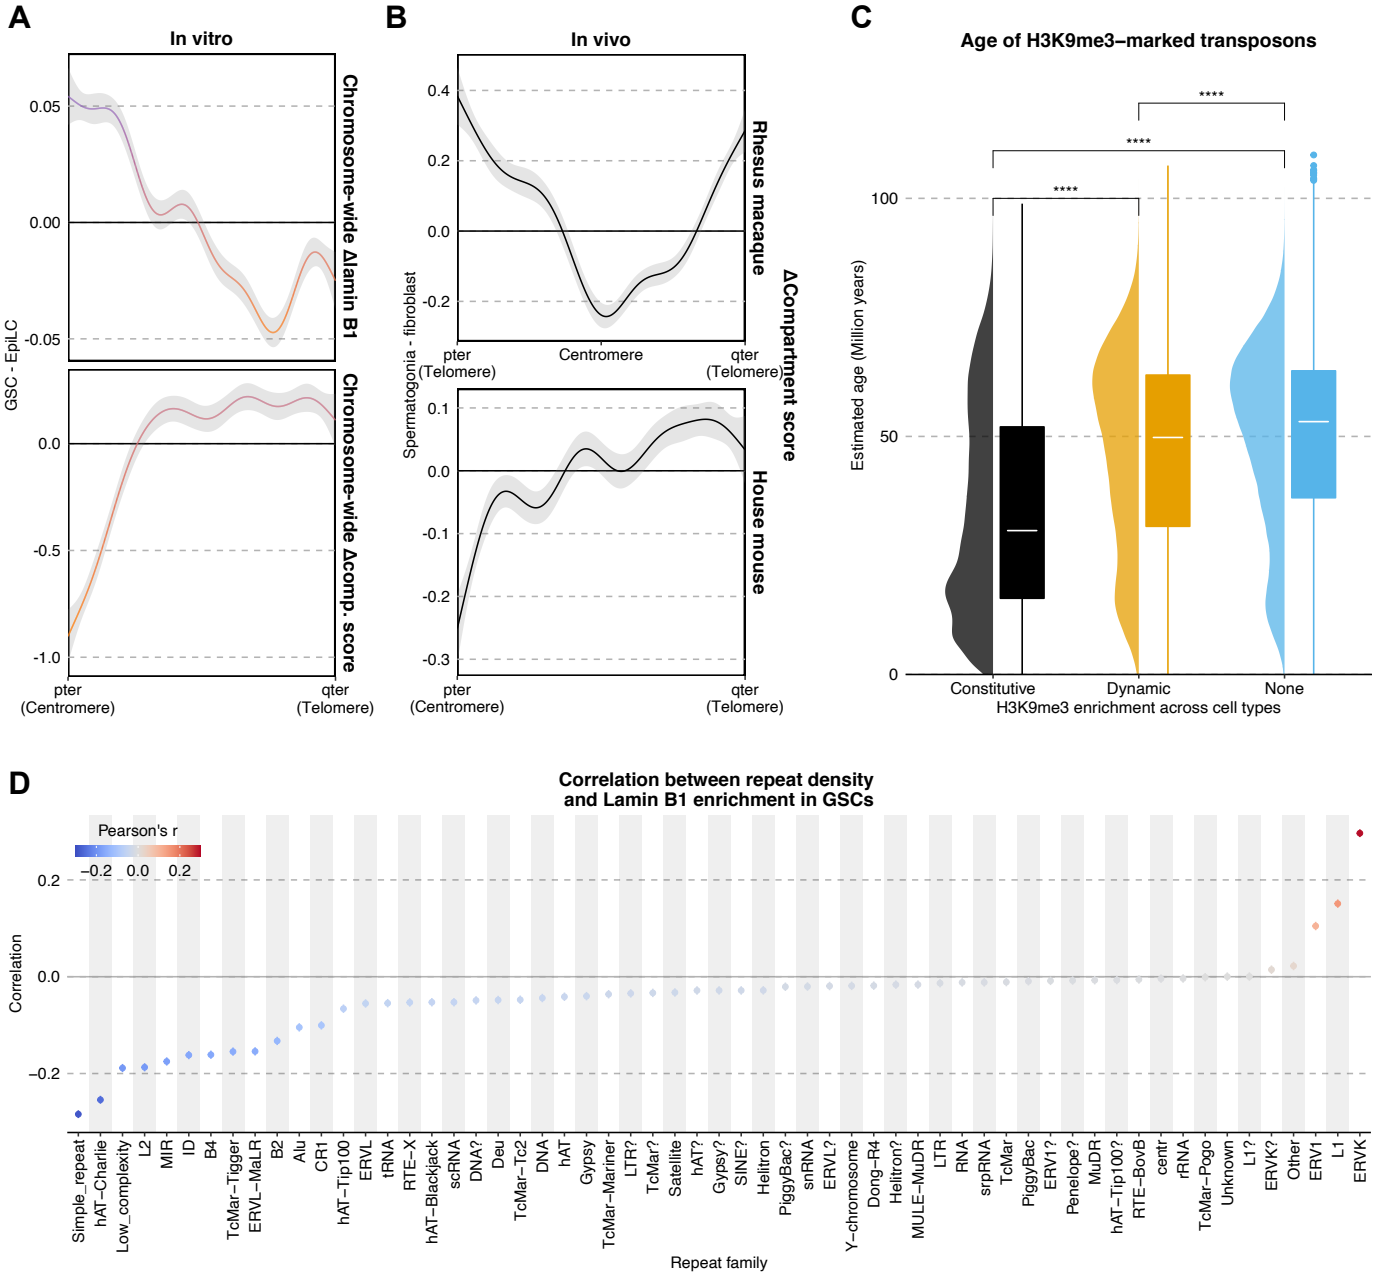 A
In vitro
GSC - EpiLC
0.05
0.00
-0.05
Chromosome-wide Δlamin B1
0.0
-0.5
-1.0
Chromosome-wide Δcomp. score
pter
(Centromere)
qter
(Telomere)
B
In vivo
Spermatogonia - fibroblast
0.4
0.2
0.0
-0.2
Rhesus macaque
pter
(Telomere)
Centromere
qter
(Telomere)
ΔCompartment score
0.1
0.0
-0.1
-0.2
-0.3
House mouse
pter
(Centromere)
qter
(Telomere)
C
Age of H3K9me3−marked transposons
Estimated age (Million years)
100
50
0
****
****
****
Constitutive
Dynamic
None
H3K9me3 enrichment across cell types
D
Correlation between repeat density
and Lamin B1 enrichment in GSCs
Pearson's r
−0.2 0.0 0.2
Correlation
0.2
0.0
−0.2
Simple_repeat
hAT−Charlie
Low_complexity
L2
MIR
ID
B4
TcMar−Tigger
ERVL−MaLR
B2
Alu
CR1
hAT−Tip100
ERVL
tRNA
RTE−X
hAT−Blackjack
scRNA
DNA?
Deu
TcMar−Tc2
DNA
hAT
Gypsy
TcMar−Mariner
LTR?
TcMar?
Satellite
hAT?
Gypsy?
SINE?
Helitron
PiggyBac?
snRNA
ERVL?
Y−chromosome
Dong−R4
Helitron?
MULE−MuDR
LTR
RNA
srpRNA
TcMar
PiggyBac
ERV1?
Penelope?
MuDR
hAT−Tip100?
RTE−BovB
centr
rRNA
TcMar−Pogo
Unknown
L1?
ERVK?
Other
ERV1
L1
ERVK
Repeat family